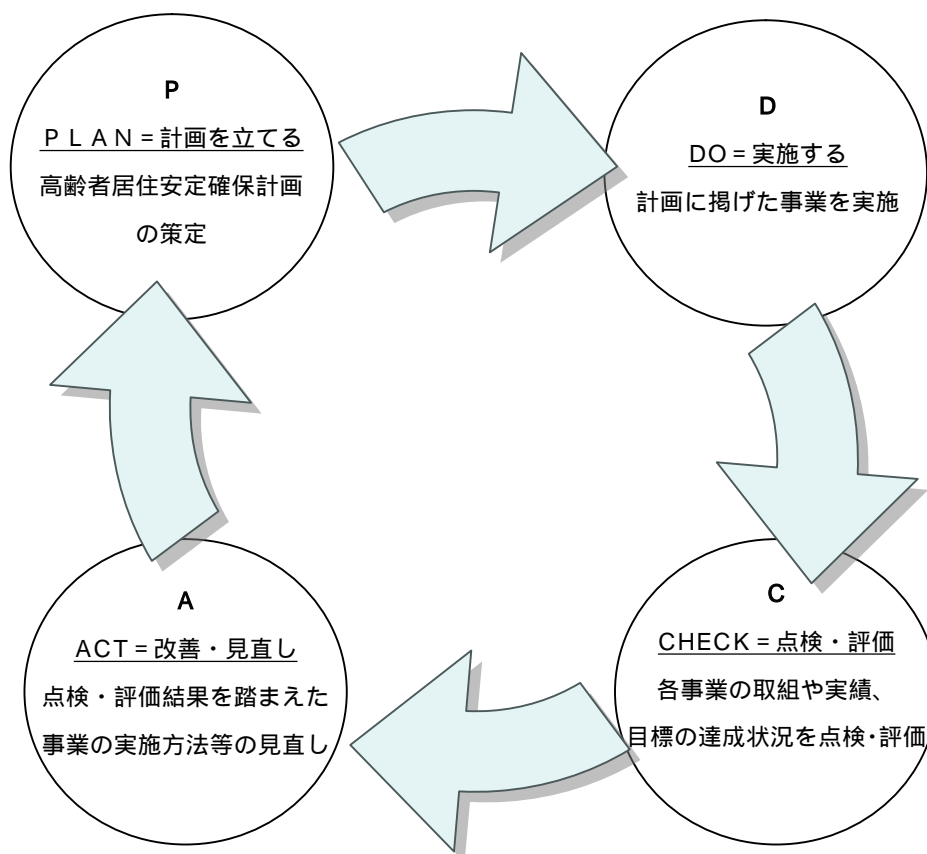 P
ＰＬＡＮ＝計画を立てる
高齢者居住安定確保計画
の策定
D
DO＝実施する
計画に掲げた事業を実施
C
CHECK＝点検・評価
各事業の取組や実績、
目標の達成状況を点検・評価
A
ACT＝改善・見直し
点検・評価結果を踏まえた
事業の実施方法等の見直し